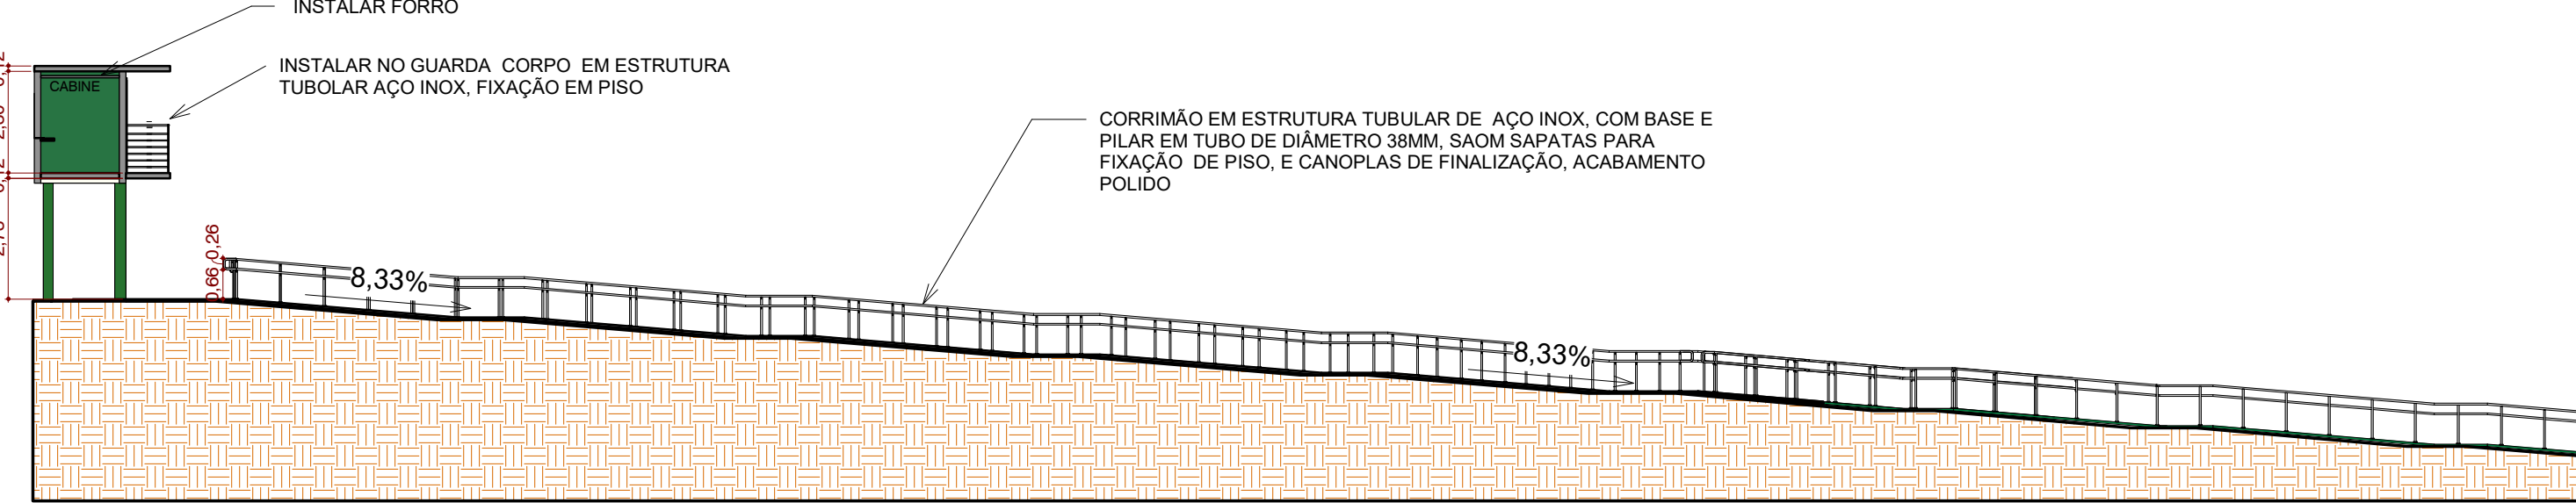 INSTALAR FORRO
INSTALAR NO GUARDA CORPO EM ESTRUTURA
TUBOLAR AÇO INOX, FIXAÇÃO EM PISO
CABINE
CORRIMÃO EM ESTRUTURA TUBULAR DE AÇO INOX, COM BASE E
PILAR EM TUBO DE DIÂMETRO 38MM, SAOM SAPATAS PARA
FIXAÇÃO DE PISO, E CANOPLAS DE FINALIZAÇÃO, ACABAMENTO
POLIDO
0,66
0,26
8,33%
8,33%